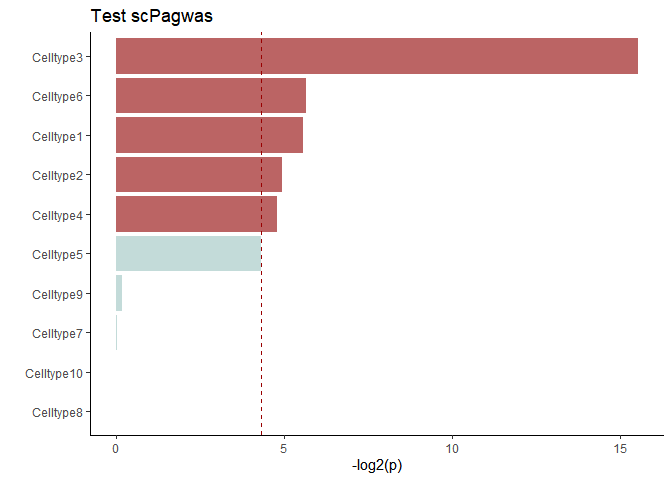 Test scPagwas
Celltype3
Celltype6
Celltype1
Celltype2
Celltype4
Celltype5
Celltype9
Celltype7
Celltype10
Celltype8
0 5 10 15
-log2(p)